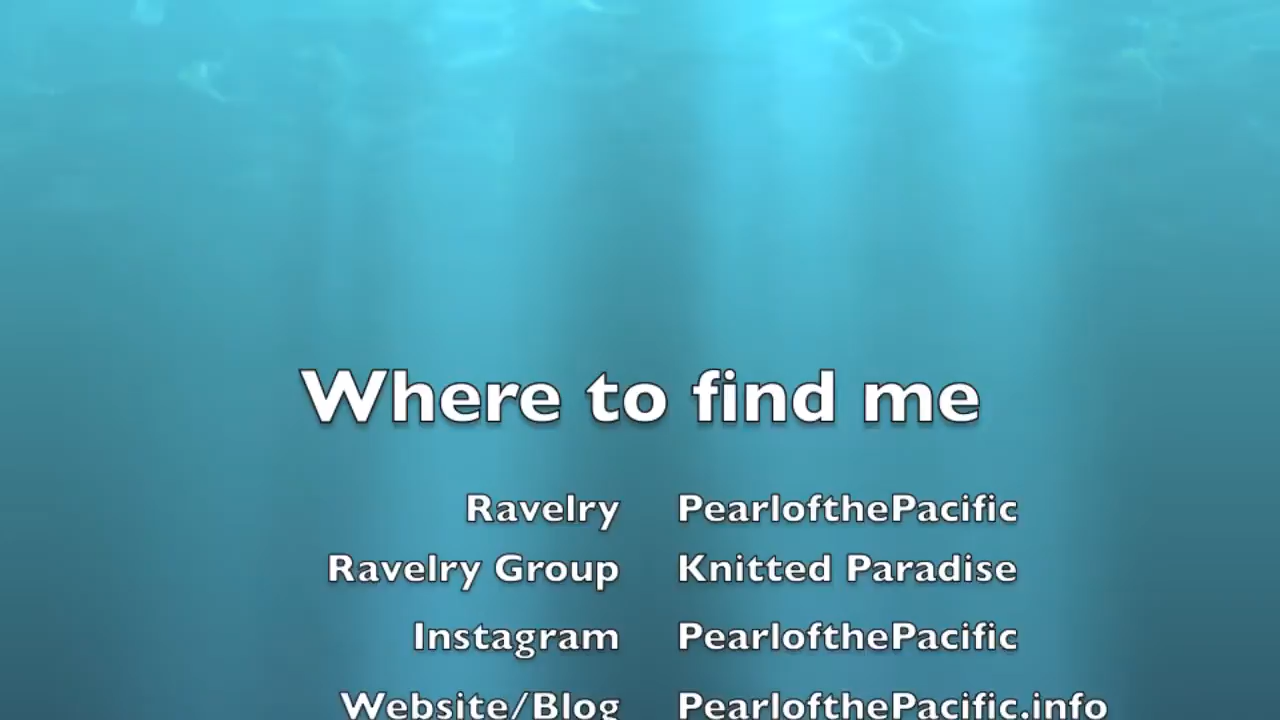 Where to find me
Ravelry PearlofthePacific
Ravelry Group Knitted Paradise
Instagram PearlofthePacific
Website/Blog PearlofthePacific.info